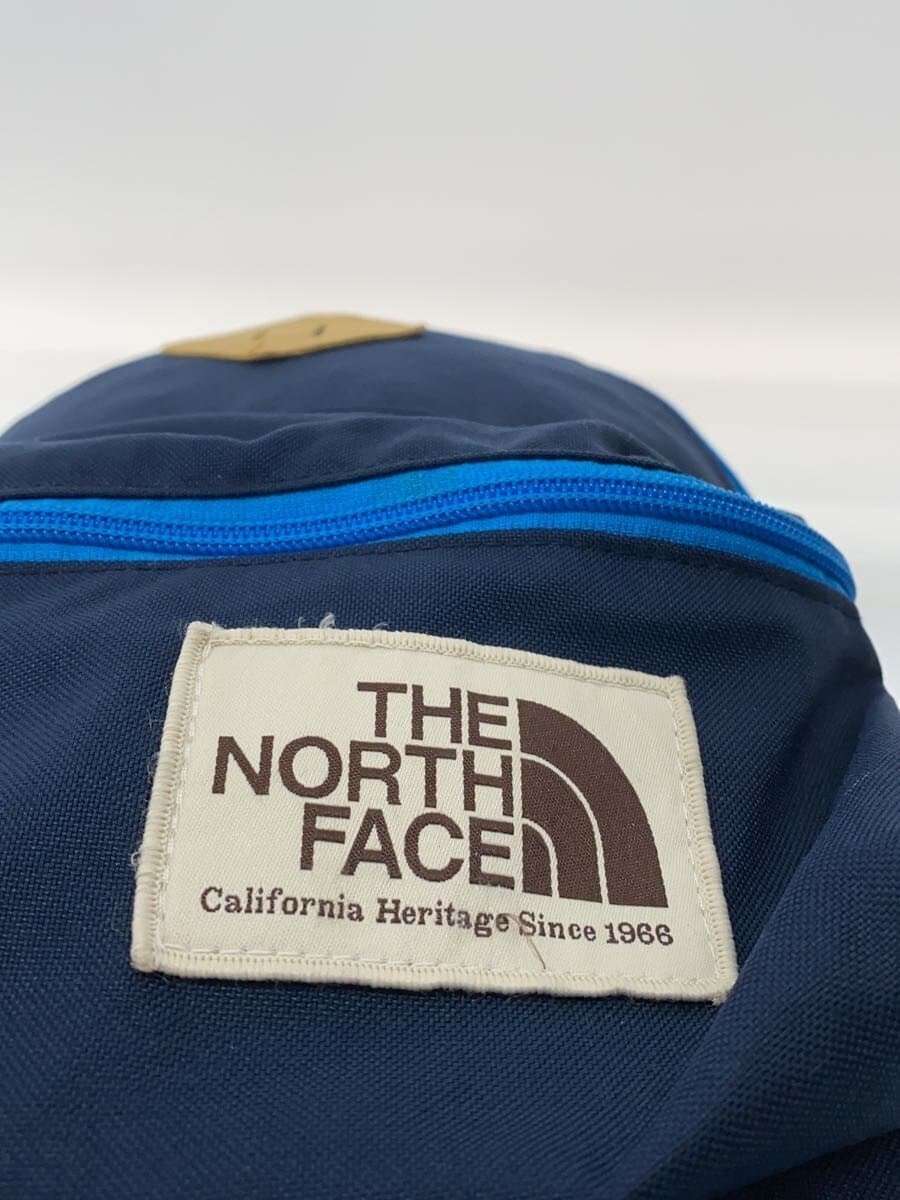 THE
NORTH
FACE
California Heritage Since 1966